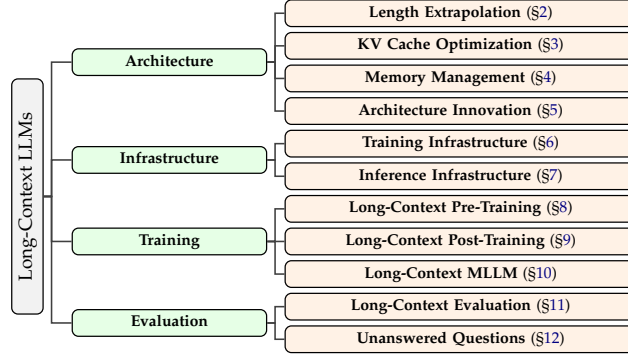 Long-Context LLMs
Architecture
Length Extrapolation (§2)
KV Cache Optimization (§3)
Memory Management (§4)
Architecture Innovation (§5)
Infrastructure
Training Infrastructure (§6)
Inference Infrastructure (§7)
Training
Long-Context Pre-Training (§8)
Long-Context Post-Training (§9)
Long-Context MLLM (§10)
Evaluation
Long-Context Evaluation (§11)
Unanswered Questions (§12)